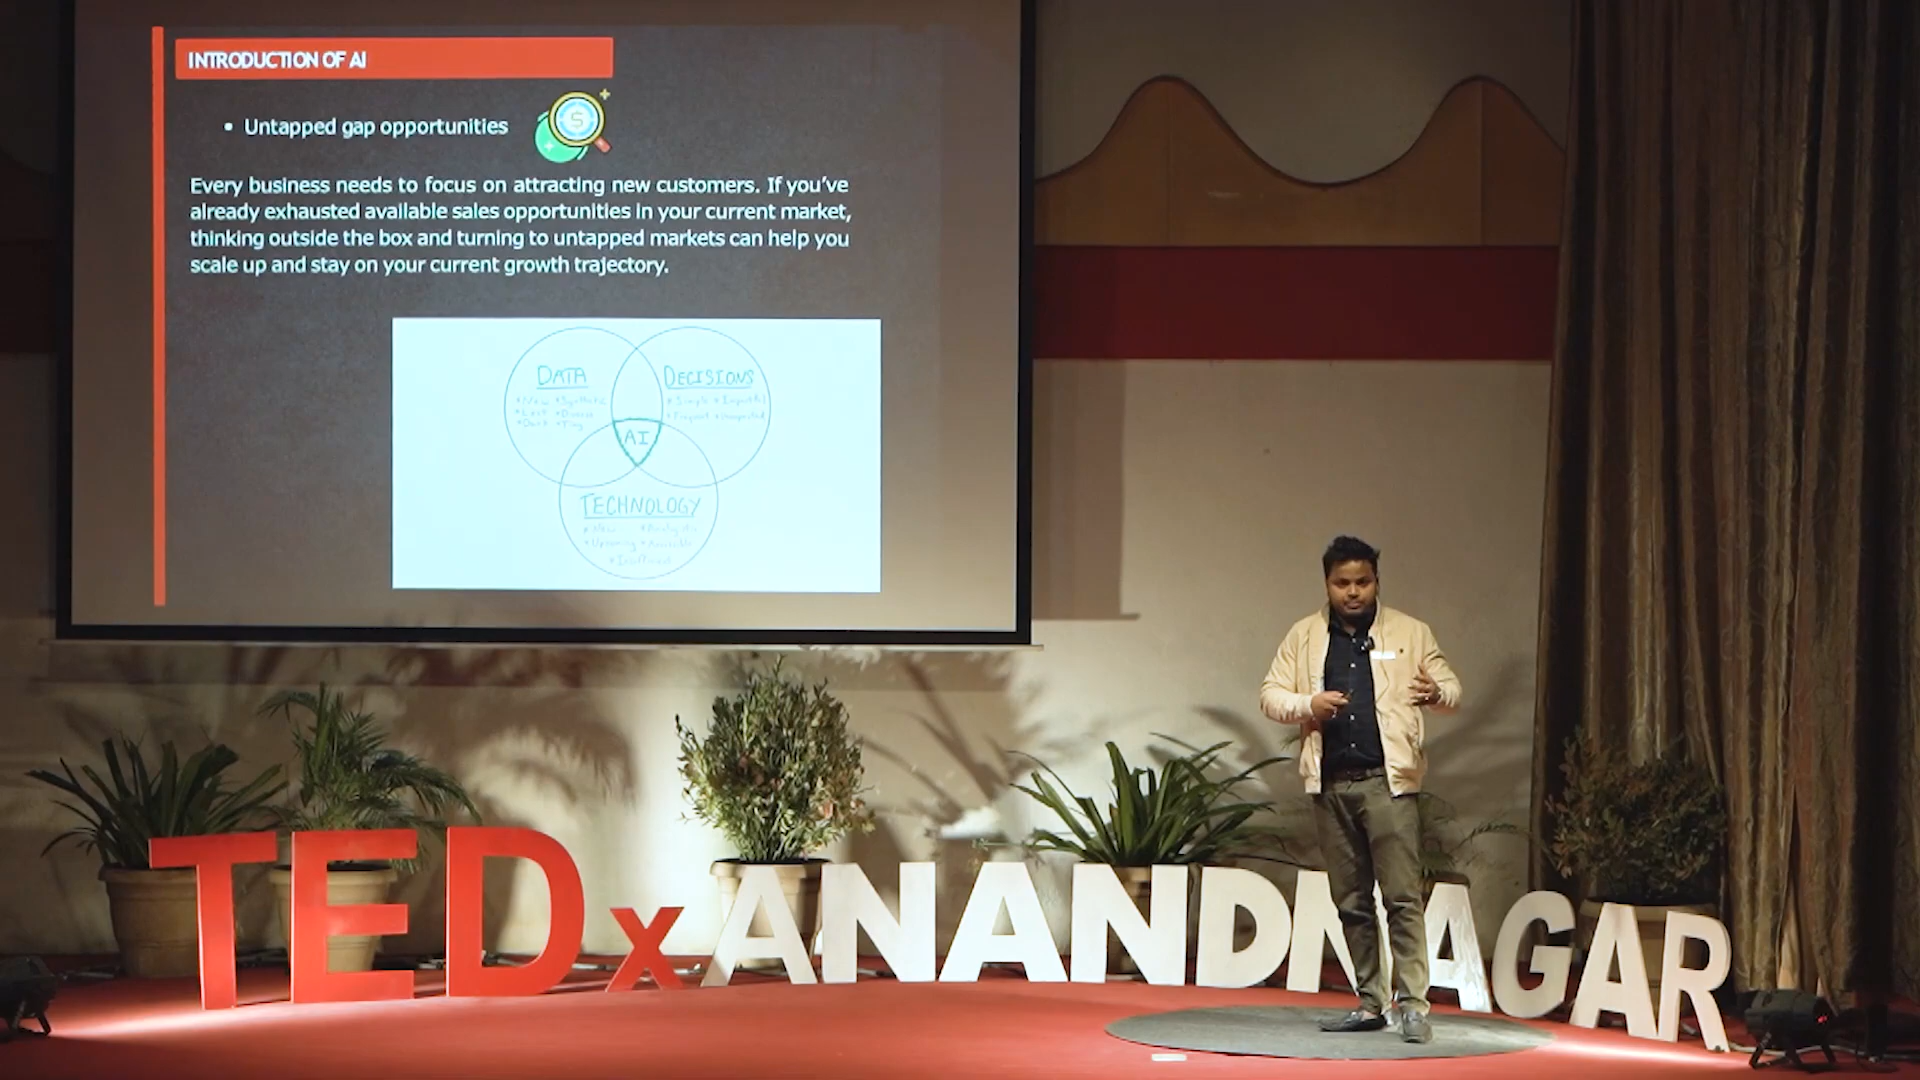 INTRODUCTION OF AI
• Untapped gap opportunities
$
Every business needs to focus on attracting new customers. If you've
already exhausted available sales opportunities in your current market,
thinking outside the box and turning to untapped markets can help you
scale up and stay on your current growth trajectory.
DATA
DECISIONS
AI
TECHNOLOGY
TEDxANANDNAGAR